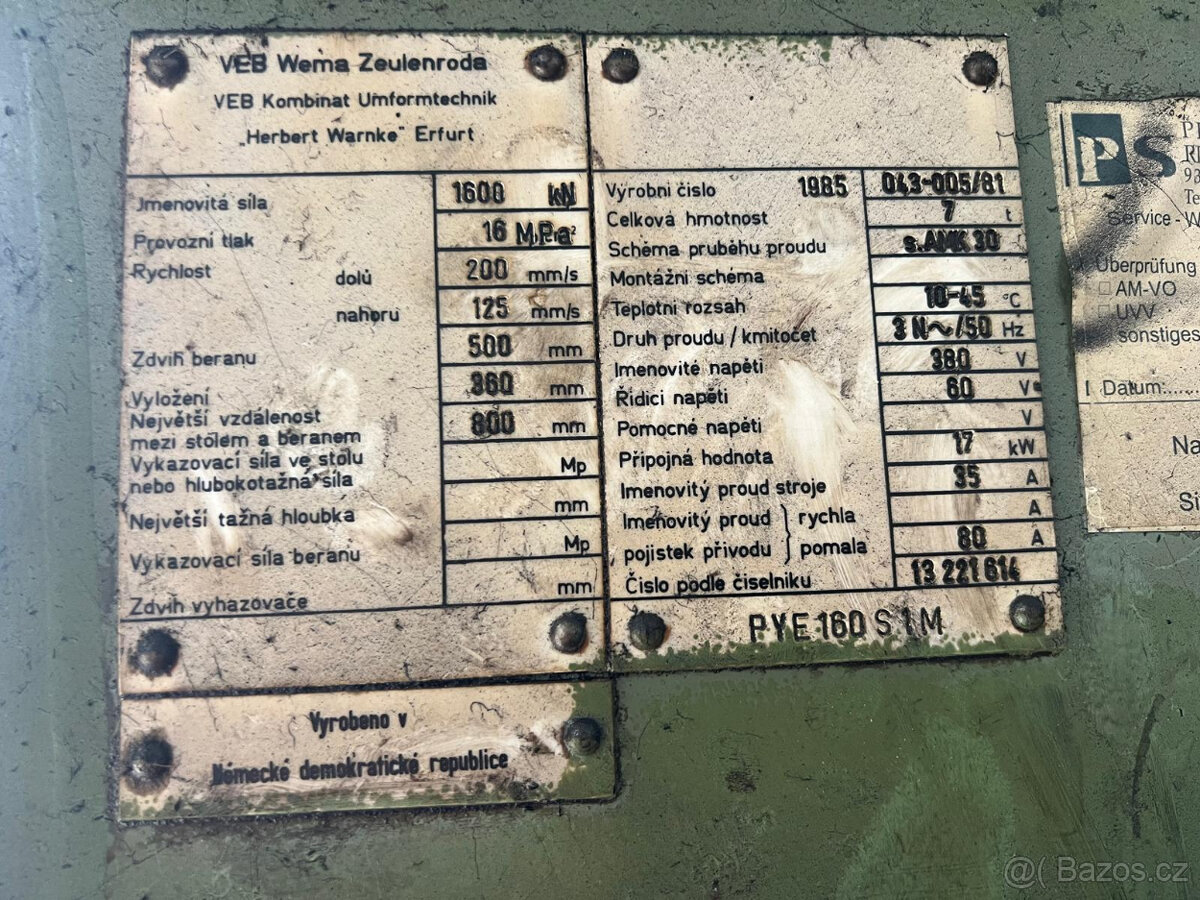 VEB Wema Zeulenroda
VEB Kombinat Umformtechnik
„Herbert Warnke" Erfurt
Jmenovitá síla 1600 kN
Provozní tlak 16 MPa
Rychlost dolů 200 mm/s
nahoru 125 mm/s
Zdvih beranu 500 mm
Vyložení 360 mm
Největší vzdálenost
mezi stolem a beranem 800 mm
Vykazovací síla ve stolu
nebo hlubokotažná síla Mp
Největší tažná hloubka mm
Vykazovací síla beranu Mp
Zdvih vyhazovače mm
Výrobní číslo 1985 043-005/81
Celková hmotnost 7 t
Schéma průběhu proudu s.AMK 30
Montážní schéma
Teplotní rozsah 10-45 °C
Druh proudu / kmitočet 3 N~/50 Hz
Imenovité napětí 380 V
Řídicí napětí 60 V
Pomocné napětí V
Připojná hodnota 17 kW
Imenovitý proud stroje 35 A
Imenovitý proud } rychla A
pojistek přívodu } pomala 80 A
Číslo podle číselníku 13 221 614
PYE 160 S 1 M
Vyrobeno v
Německé demokratické republice
PS
Service - W
Überprüfung
□ AM-VO
□ UVV
□ sonstiges
Datum:.....
Na
Si
@( Bazos.cz